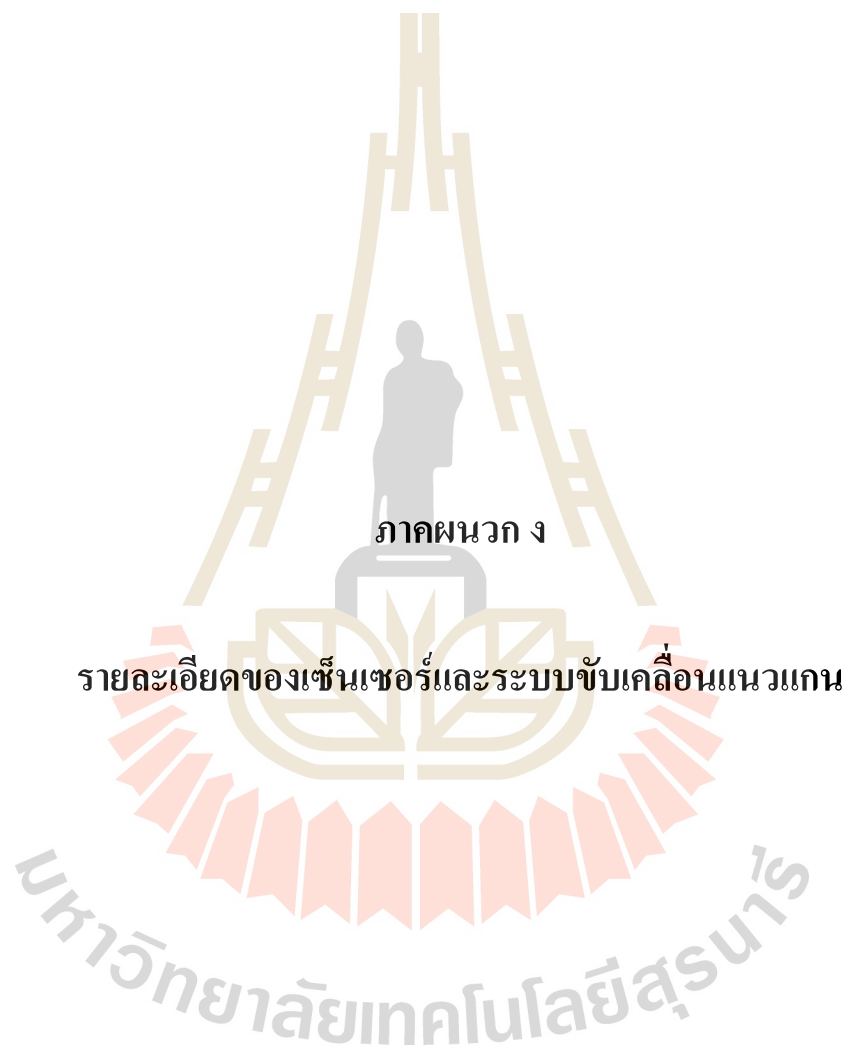 ภาคผนวก ง
รายละเอียดของเซ็นเซอร์และระบบขับเคลื่อนแนวแกน
มหาวิทยาลัยเทคโนโลยีสุรนารี